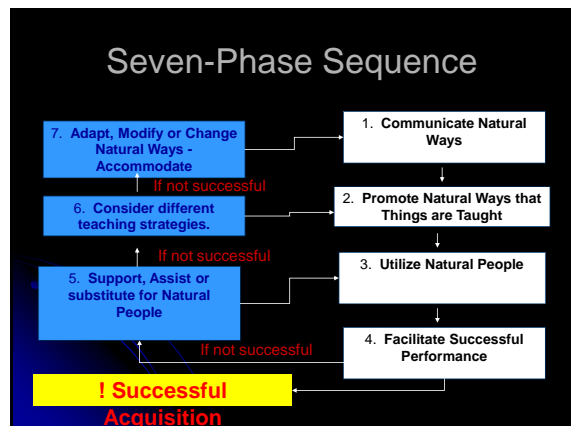 Seven-Phase Sequence
7. Adapt, Modify or Change
Natural Ways -
Accommodate
1. Communicate Natural
Ways
If not successful
6. Consider different
teaching strategies.
2. Promote Natural Ways that
Things are Taught
If not successful
5. Support, Assist or
substitute for Natural
People
3. Utilize Natural People
If not successful
4. Facilitate Successful
Performance
! Successful
Acquisition